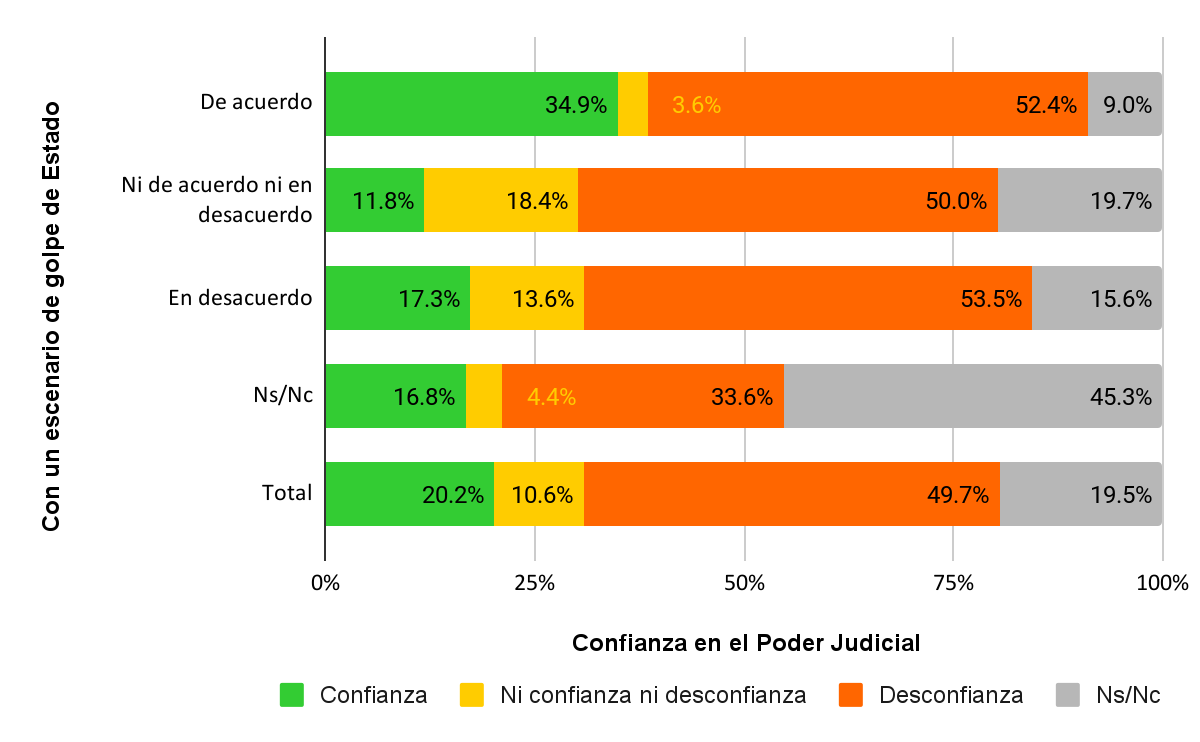 Con un escenario de golpe de Estado
De acuerdo
34.9%
3.6%
52.4%
9.0%
Ni de acuerdo ni en
desacuerdo
11.8%
18.4%
50.0%
19.7%
En desacuerdo
17.3%
13.6%
53.5%
15.6%
Ns/Nc
16.8%
4.4%
33.6%
45.3%
Total
20.2%
10.6%
49.7%
19.5%
0%
25%
50%
75%
100%
Confianza en el Poder Judicial
Confianza
Ni confianza ni desconfianza
Desconfianza
Ns/Nc